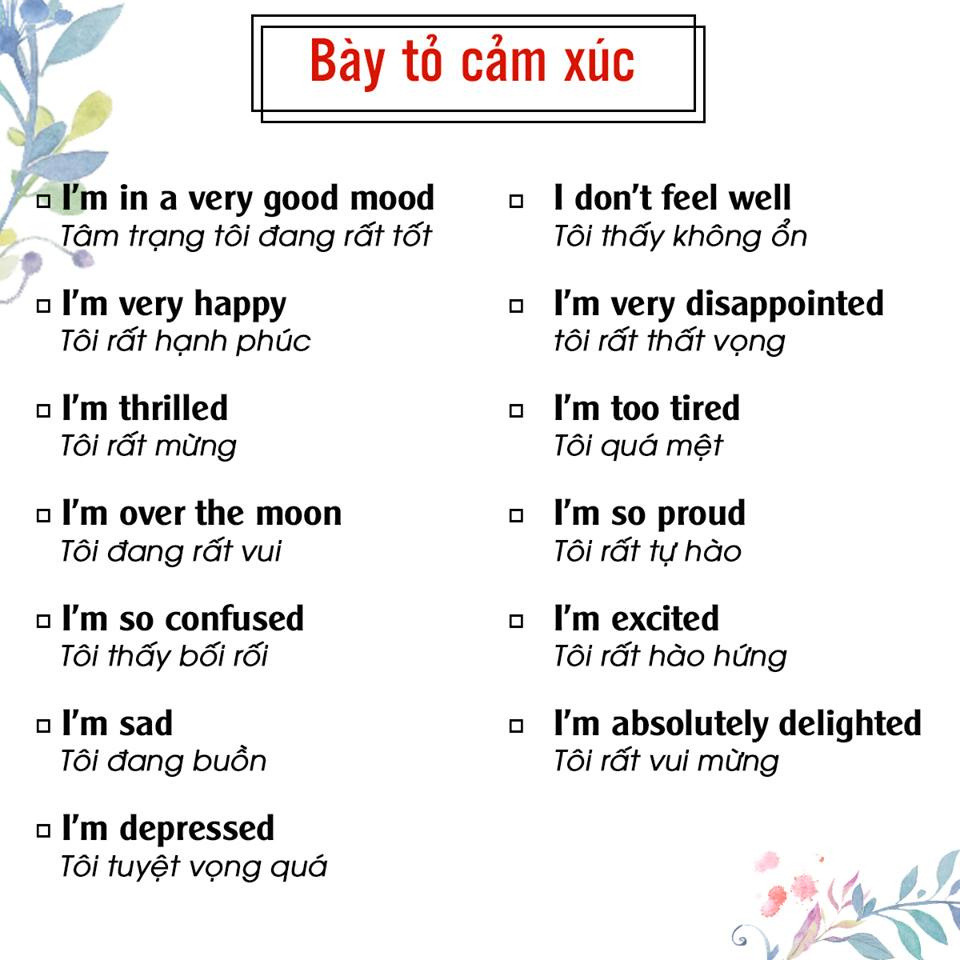 Bày tỏ cảm xúc
I'm in a very good mood
Tâm trạng tôi đang rất tốt
I'm very happy
Tôi rất hạnh phúc
I'm thrilled
Tôi rất mừng
I'm over the moon
Tôi đang rất vui
I'm so confused
Tôi thấy bối rối
I'm sad
Tôi đang buồn
I'm depressed
Tôi tuyệt vọng quá
I don't feel well
Tôi thấy không ổn
I'm very disappointed
tôi rất thất vọng
I'm too tired
Tôi quá mệt
I'm so proud
Tôi rất tự hào
I'm excited
Tôi rất hào hứng
I'm absolutely delighted
Tôi rất vui mừng